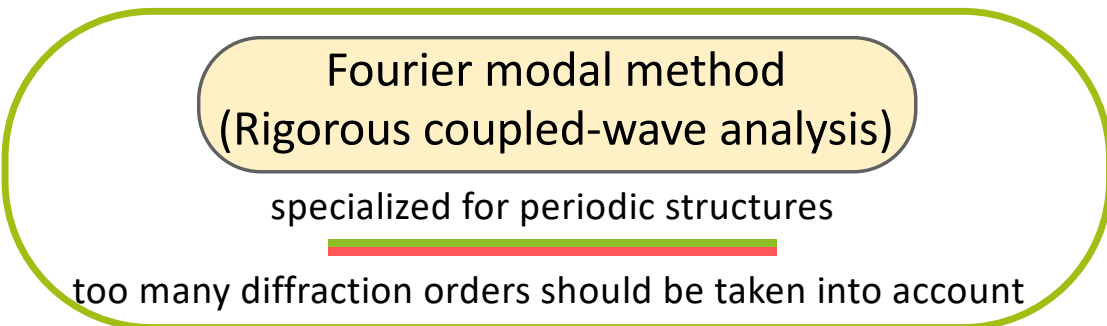 Fourier modal method
(Rigorous coupled-wave analysis)
specialized for periodic structures
too many diffraction orders should be taken into account